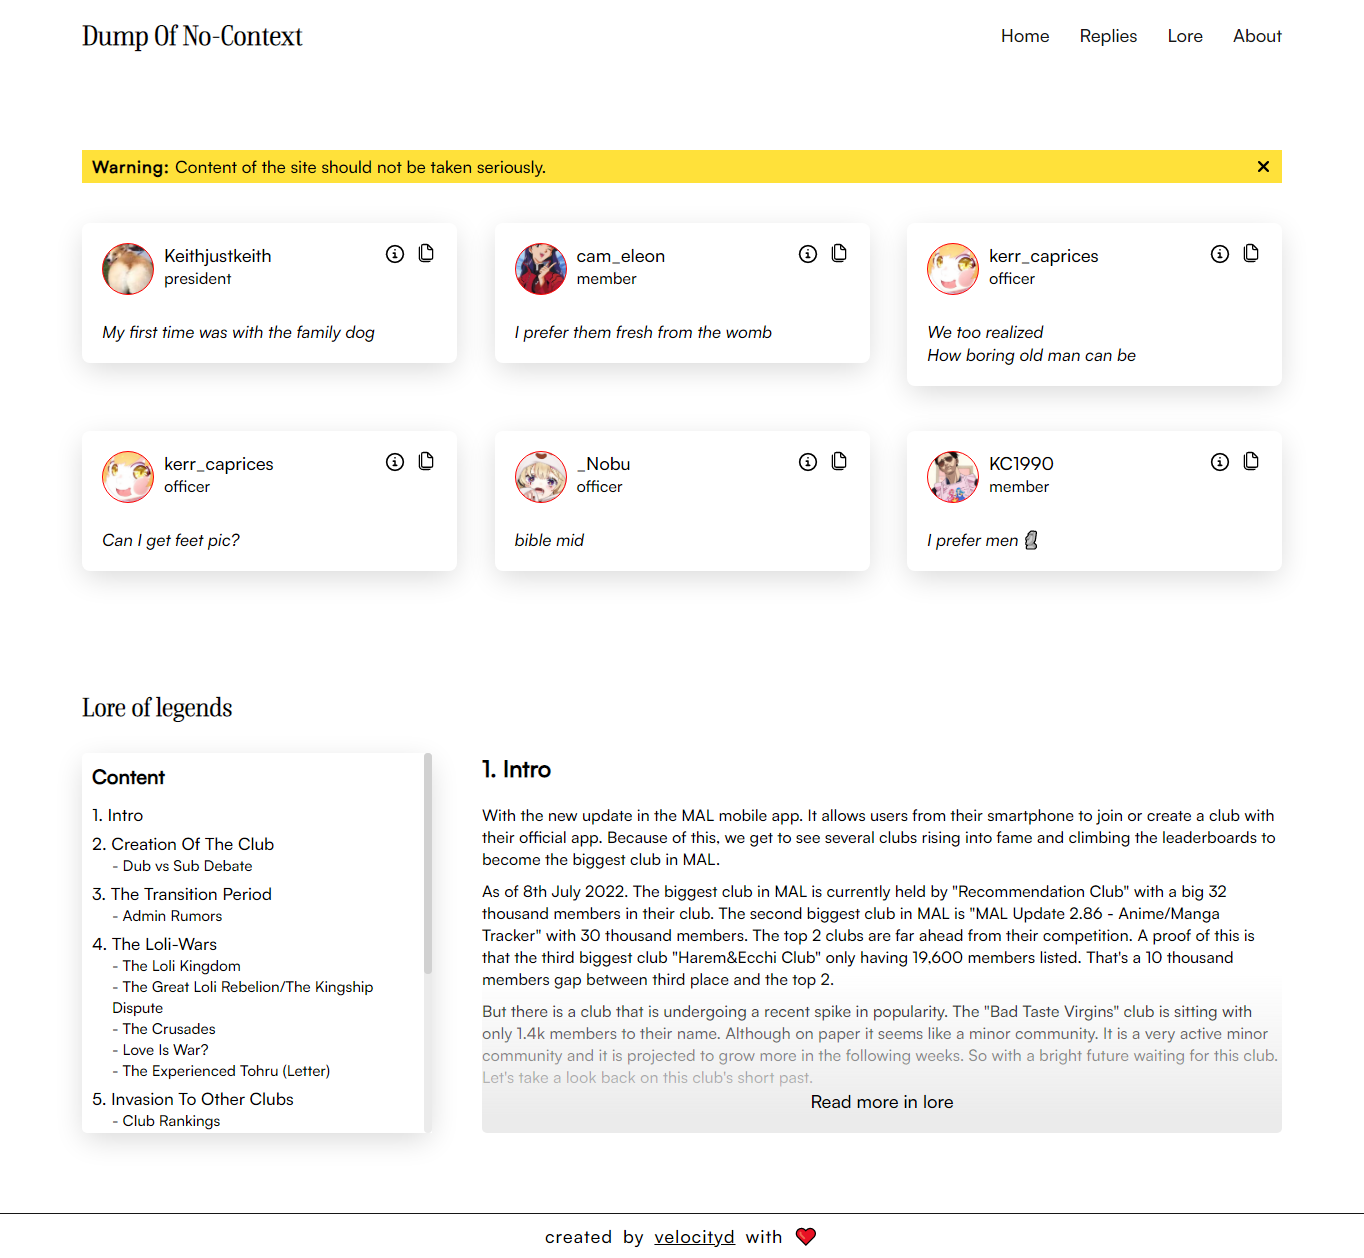 Dump Of No-Context
Home Replies Lore About
Warning: Content of the site should not be taken seriously.
Keithjustkeith
president
My first time was with the family dog
cam_eleon
member
I prefer them fresh from the womb
kerr_caprices
officer
We too realized
How boring old man can be
kerr_caprices
officer
Can I get feet pic?
_Nobu
officer
bible mid
KC1990
member
I prefer men 🗿
Lore of legends
Content
1. Intro
2. Creation Of The Club
- Dub vs Sub Debate
3. The Transition Period
- Admin Rumors
4. The Loli-Wars
- The Loli Kingdom
- The Great Loli Rebelion/The Kingship
Dispute
- The Crusades
- Love Is War?
- The Experienced Tohru (Letter)
5. Invasion To Other Clubs
- Club Rankings
1. Intro
With the new update in the MAL mobile app. It allows users from their smartphone to join or create a club with
their official app. Because of this, we get to see several clubs rising into fame and climbing the leaderboards to
become the biggest club in MAL.
As of 8th July 2022. The biggest club in MAL is currently held by "Recommendation Club" with a big 32
thousand members in their club. The second biggest club in MAL is "MAL Update 2.86 - Anime/Manga
Tracker" with 30 thousand members. The top 2 clubs are far ahead from their competition. A proof of this is
that the third biggest club "Harem&Ecchi Club" only having 19,600 members listed. That's a 10 thousand
members gap between third place and the top 2.
But there is a club that is undergoing a recent spike in popularity. The "Bad Taste Virgins" club is sitting with
only 1.4k members to their name. Although on paper it seems like a minor community. It is a very active minor
community and it is projected to grow more in the following weeks. So with a bright future waiting for this club.
Let's take a look back on this club's short past.
Read more in lore
created by velocityd with ❤️